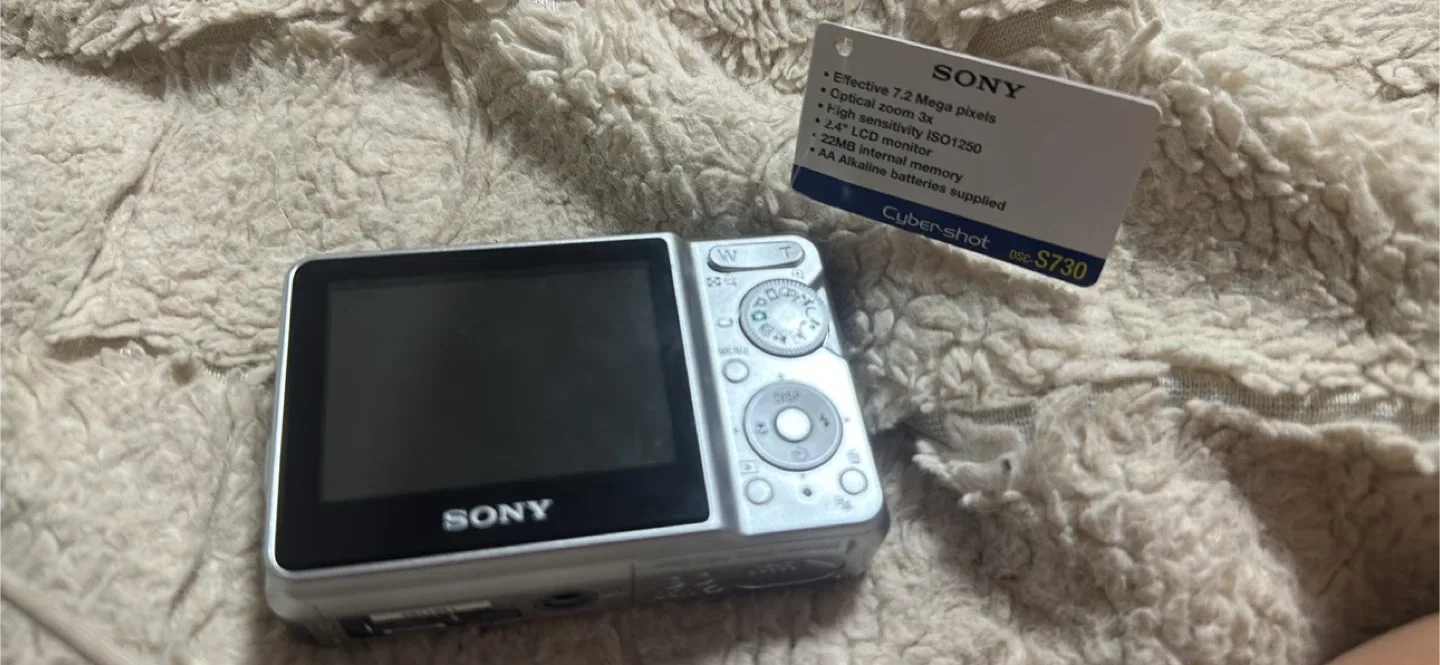 SONY
• Effective 7.2 Mega pixels
• Optical zoom 3x
• High sensitivity ISO1250
• 2.4" LCD monitor
• 22MB internal memory
• AA Alkaline batteries supplied
Cyber-shot
DSC-S730
W T
MENU
DISP
SONY